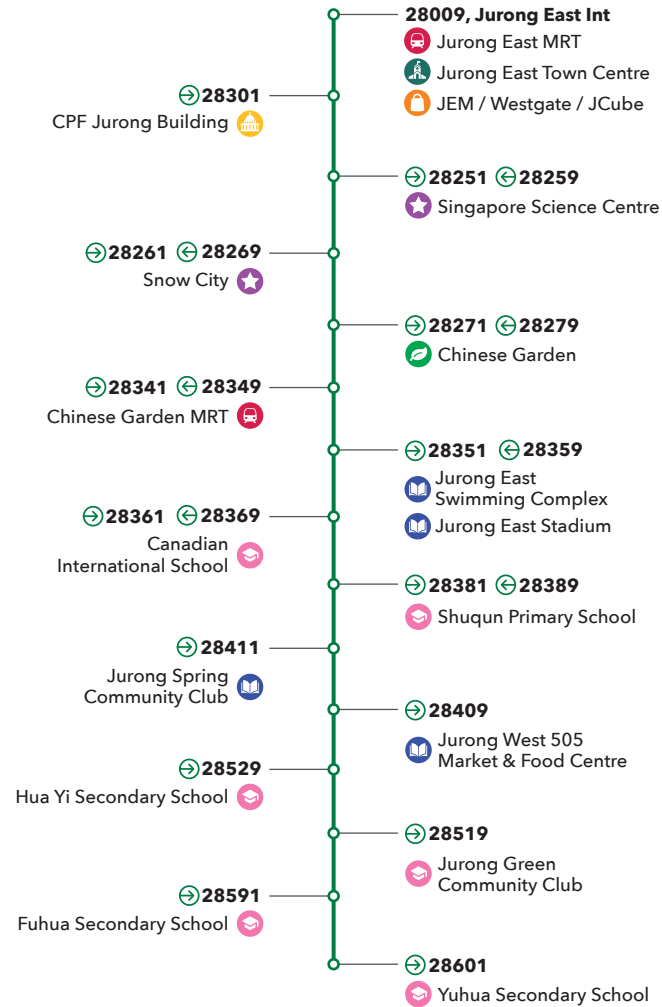 28009, Jurong East Int
Jurong East MRT
Jurong East Town Centre
JEM / Westgate / JCube
28301
CPF Jurong Building
28251 28259
Singapore Science Centre
28261 28269
Snow City
28271 28279
Chinese Garden
28341 28349
Chinese Garden MRT
28351 28359
Jurong East
Swimming Complex
Jurong East Stadium
28361 28369
Canadian
International School
28381 28389
Shuqun Primary School
28411
Jurong Spring
Community Club
28409
Jurong West 505
Market & Food Centre
28529
Hua Yi Secondary School
28519
Jurong Green
Community Club
28591
Fuhua Secondary School
28601
Yuhua Secondary School